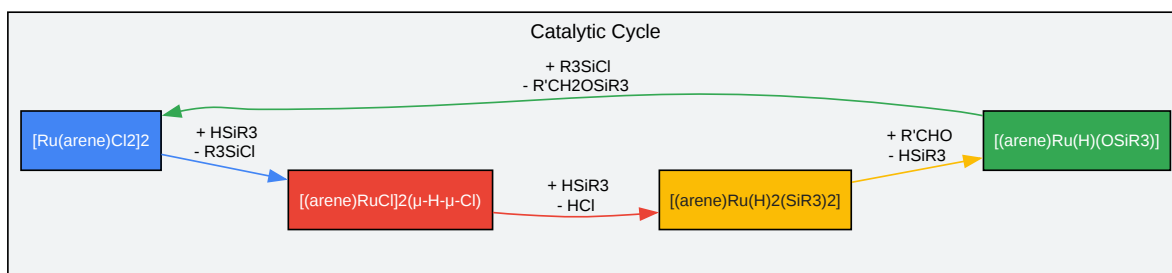 Catalytic Cycle
+ R3SiCl
- R'CH2OSiR3
[Ru(arene)Cl2]2
+ HSiR3
- R3SiCl
[(arene)RuCl]2(μ-H-μ-Cl)
+ HSiR3
- HCl
[(arene)Ru(H)2(SiR3)2]
+ R'CHO
- HSiR3
[(arene)Ru(H)(OSiR3)]